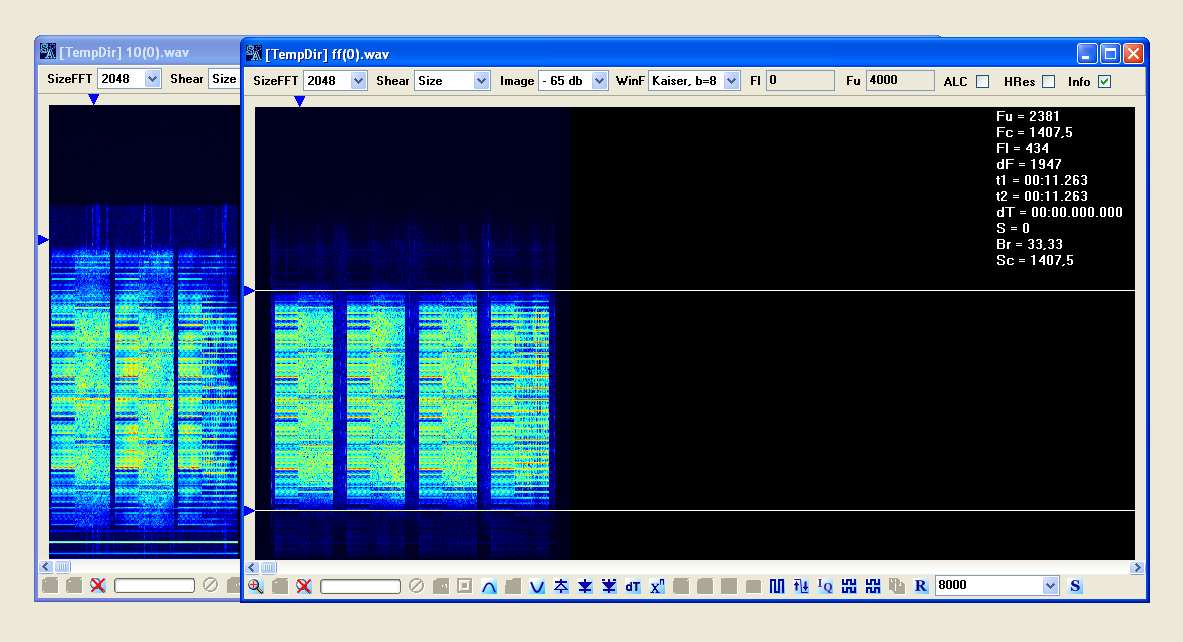 [TempDir] 10(0).wav
SizeFFT 2048 Shear Size
[TempDir] ff(0).wav
SizeFFT 2048 Shear Size Image - 65 db WinF Kaiser, b=8 Fl 0 Fu 4000 ALC HRes Info
Fu = 2381
Fc = 1407,5
Fl = 434
dF = 1947
t1 = 00:11.263
t2 = 00:11.263
dT = 00:00.000.000
S = 0
Br = 33,33
Sc = 1407,5
dT Xⁿ IQ R 8000 S